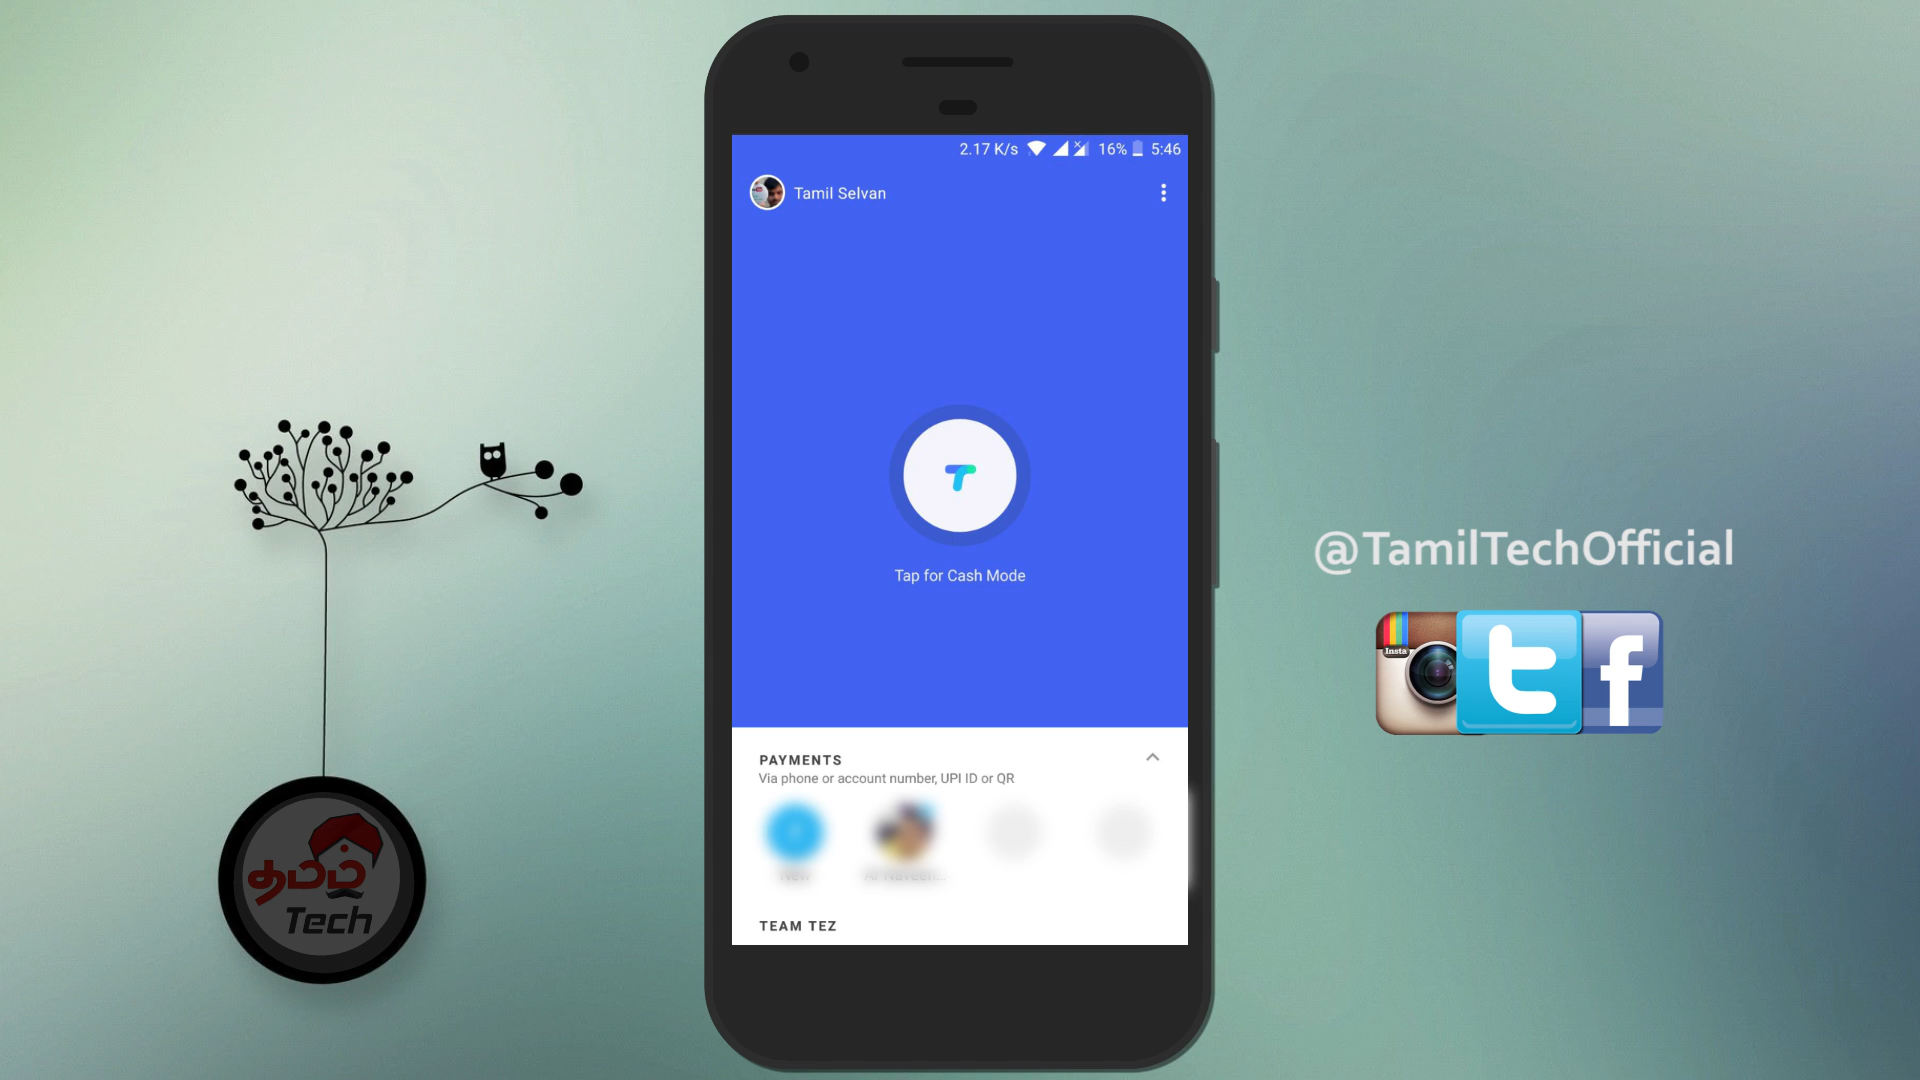 2.17 K/s 16% 5:46
Tamil Selvan
Tap for Cash Mode
PAYMENTS
Via phone or account number, UPI ID or QR
New
TEAM TEZ
@TamilTechOfficial
Insta
தமிழ்
Tech